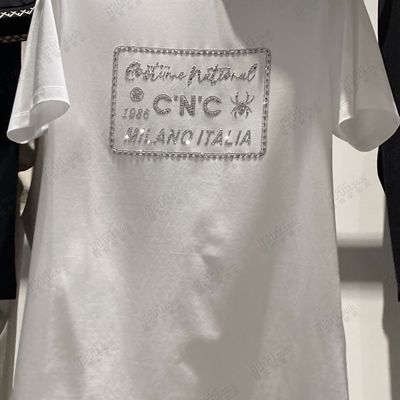 Costume National
C'N'C
1986
MILANO ITALIA